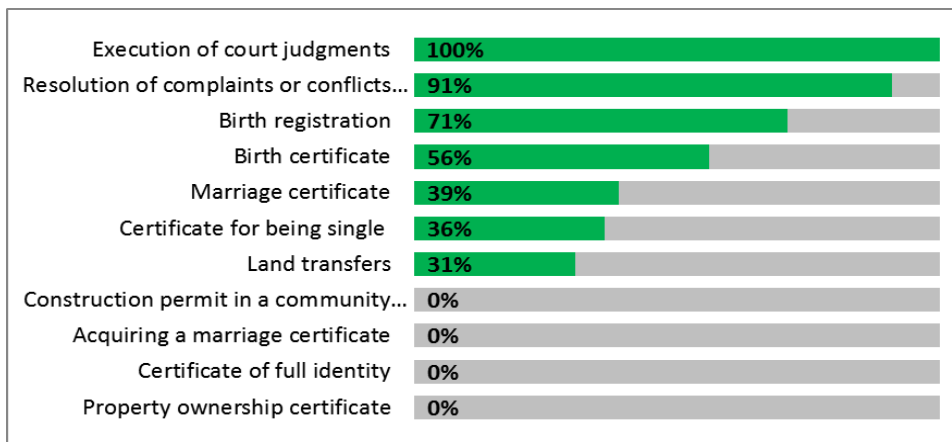 Execution of court judgments 100%
Resolution of complaints or conflicts... 91%
Birth registration 71%
Birth certificate 56%
Marriage certificate 39%
Certificate for being single 36%
Land transfers 31%
Construction permit in a community... 0%
Acquiring a marriage certificate 0%
Certificate of full identity 0%
Property ownership certificate 0%